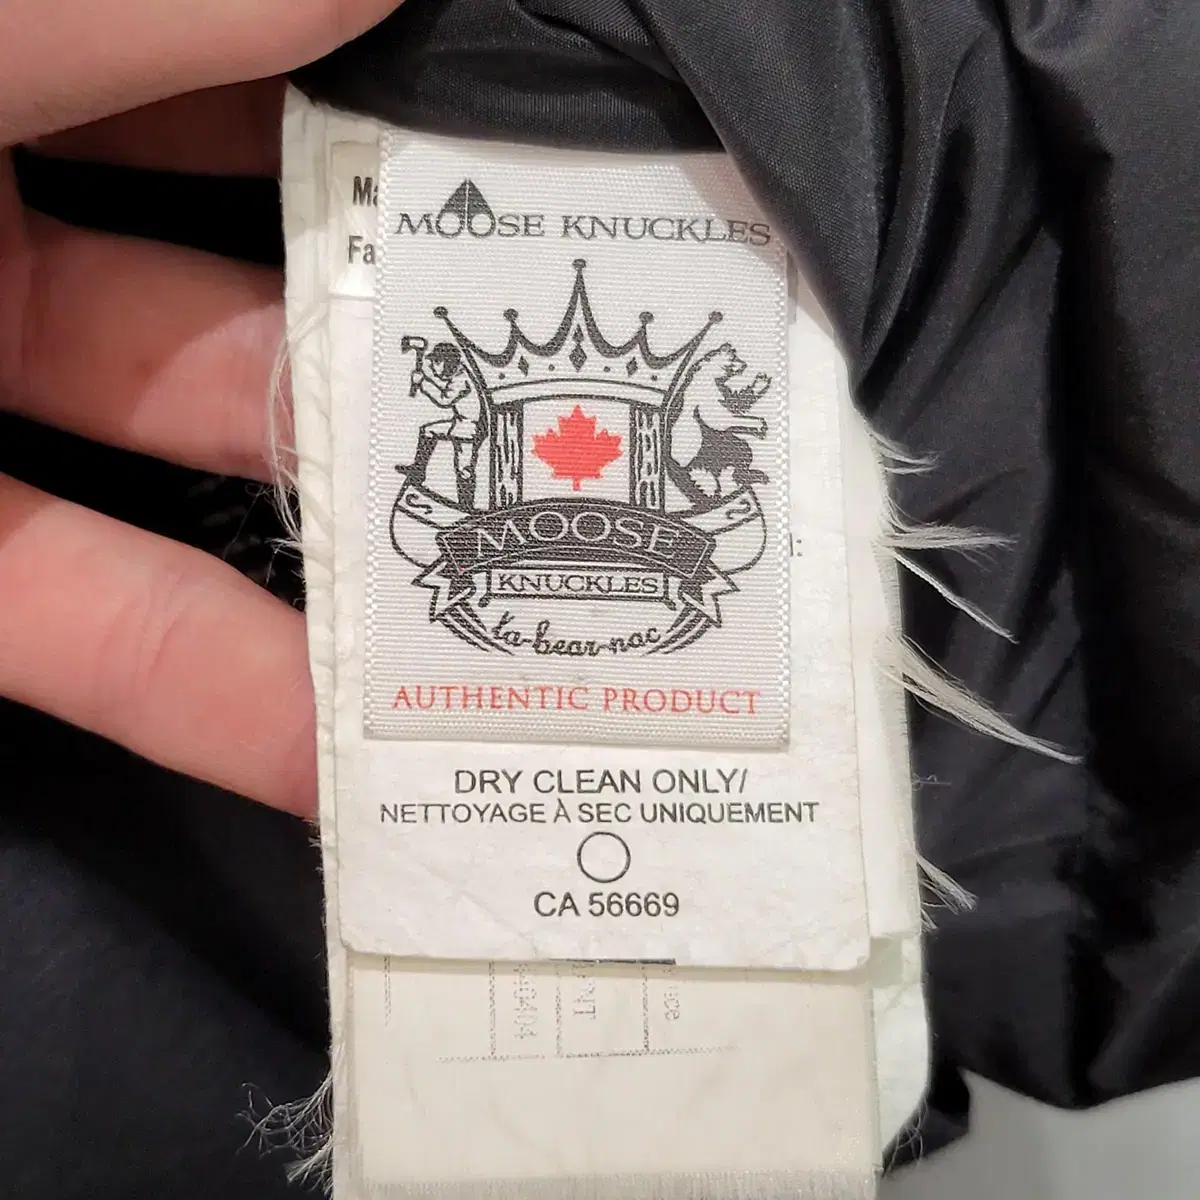 MOOSE KNUCKLES
MOOSE
KNUCKLES
ta-bear-nac
AUTHENTIC PRODUCT
DRY CLEAN ONLY/
NETTOYAGE À SEC UNIQUEMENT
CA 56669